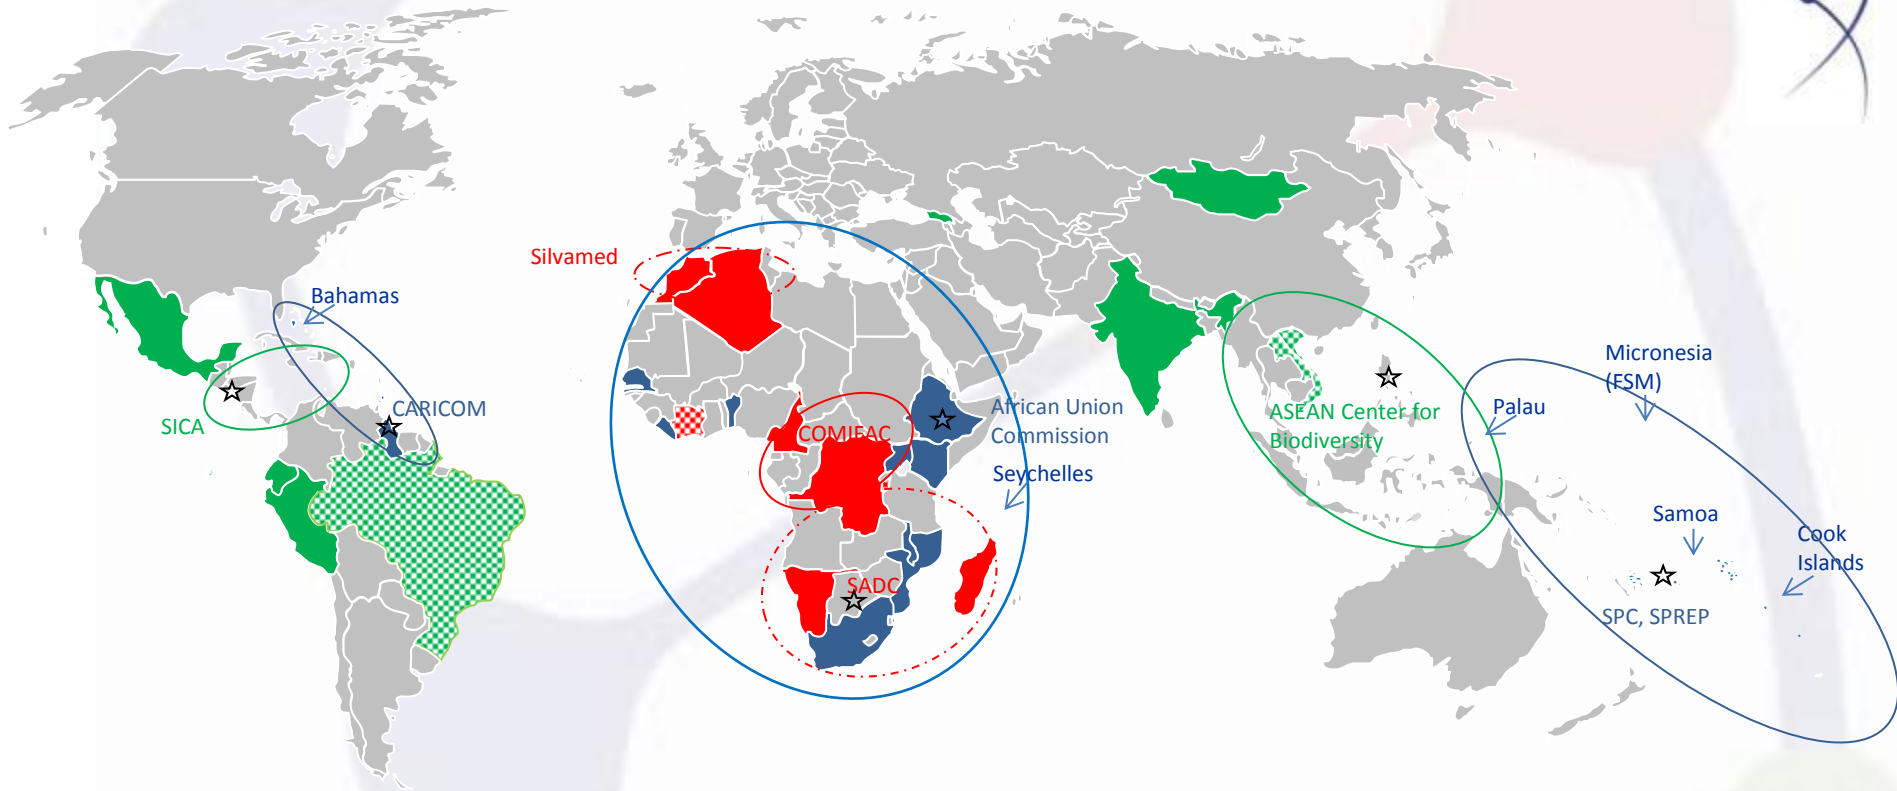 Silvamed
Bahamas
CARICOM
SICA
COMIFAC
African Union
Commission
Seychelles
SADC
ASEAN Center for
Biodiversity
Palau
Micronesia
(FSM)
Samoa
Cook
Islands
SPC, SPREP